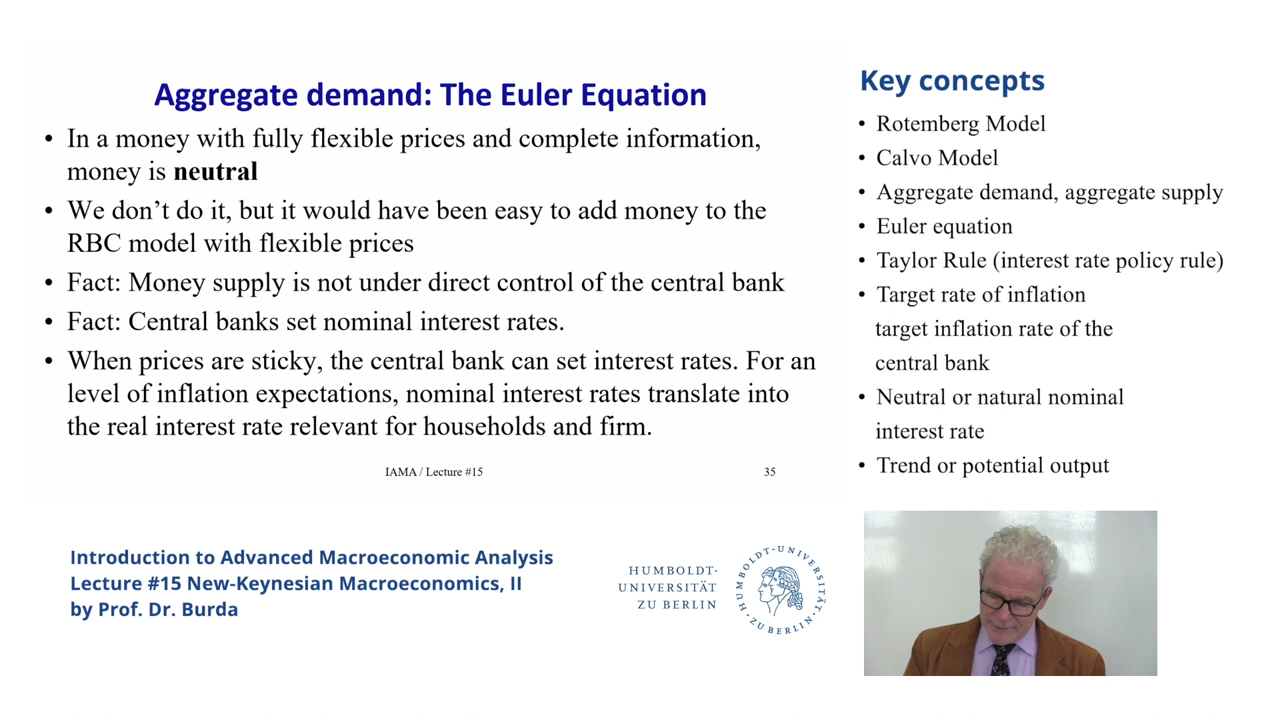 Aggregate demand: The Euler Equation
• In a money with fully flexible prices and complete information,
money is neutral
• We don’t do it, but it would have been easy to add money to the
RBC model with flexible prices
• Fact: Money supply is not under direct control of the central bank
• Fact: Central banks set nominal interest rates.
• When prices are sticky, the central bank can set interest rates. For an
level of inflation expectations, nominal interest rates translate into
the real interest rate relevant for households and firm.
IAMA / Lecture #15
35
Key concepts
• Rotemberg Model
• Calvo Model
• Aggregate demand, aggregate supply
• Euler equation
• Taylor Rule (interest rate policy rule)
• Target rate of inflation
target inflation rate of the
central bank
• Neutral or natural nominal
interest rate
• Trend or potential output
Introduction to Advanced Macroeconomic Analysis
Lecture #15 New-Keynesian Macroeconomics, II
by Prof. Dr. Burda
HUMBOLDT-
UNIVERSITÄT
ZU BERLIN
HUMBOLDT-UNIVERSITÄT
ZU BERLIN